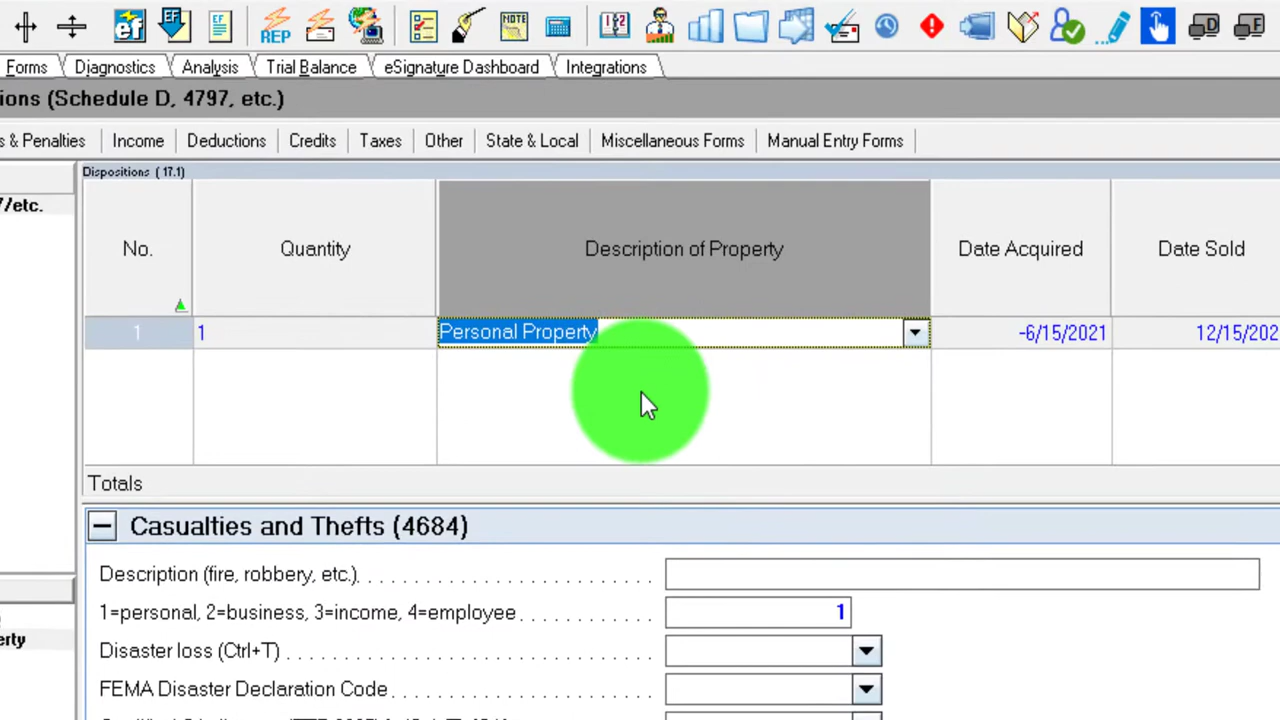 REP
NOTE
D
F
Forms Diagnostics Analysis Trial Balance eSignature Dashboard Integrations
ions (Schedule D, 4797, etc.)
s & Penalties Income Deductions Credits Taxes Other State & Local Miscellaneous Forms Manual Entry Forms
Dispositions (17.1)
7/etc.
No. Quantity Description of Property Date Acquired Date Sold
1 1 Personal Property -6/15/2021 12/15/202
Totals
Casualties and Thefts (4684)
Description (fire, robbery, etc.)
1=personal, 2=business, 3=income, 4=employee 1
erty
Disaster loss (Ctrl+T)
FEMA Disaster Declaration Code